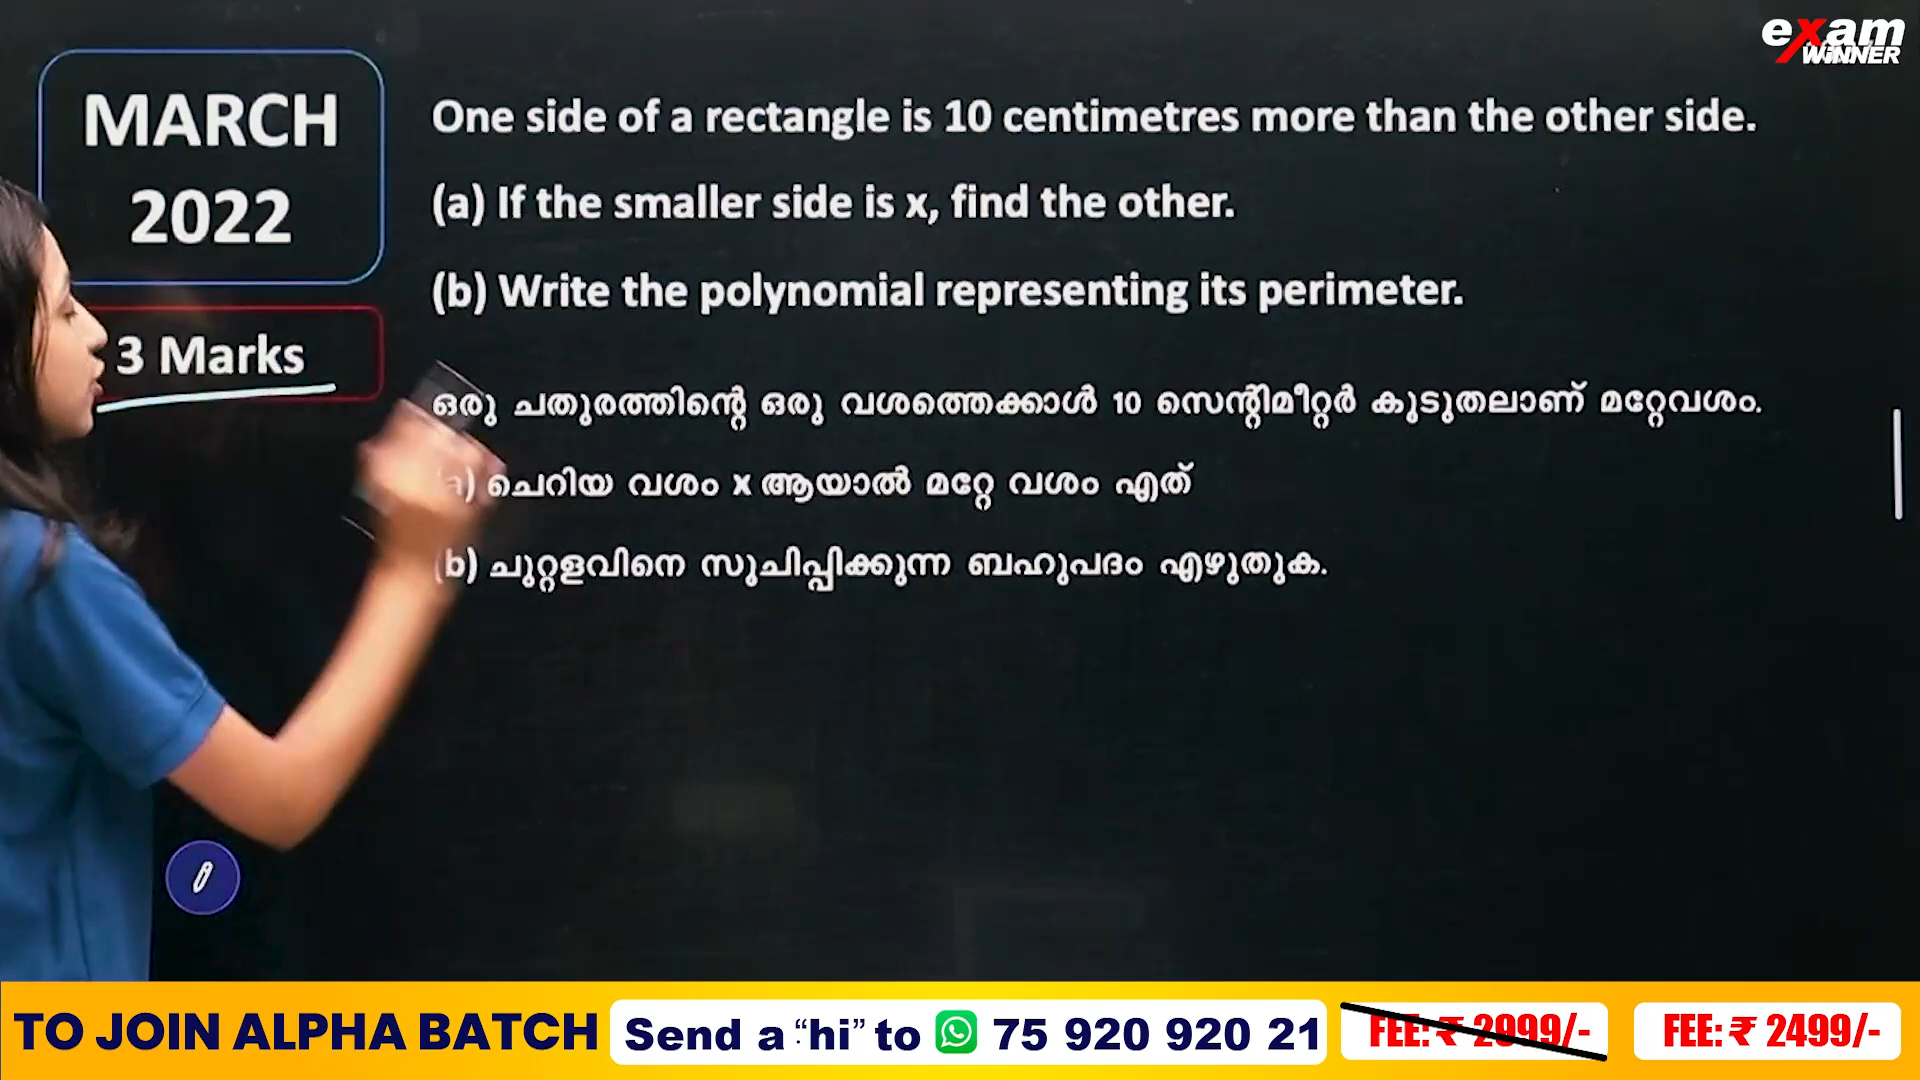 exam
WINNER
MARCH
2022
3 Marks
One side of a rectangle is 10 centimetres more than the other side.
(a) If the smaller side is x, find the other.
(b) Write the polynomial representing its perimeter.
ഒരു ചതുരത്തിന്റെ ഒരു വശത്തെക്കാൾ 10 സെന്റിമീറ്റർ കൂടുതലാണ് മറ്റേവശം.
(a) ചെറിയ വശം x ആയാൽ മറ്റേ വശം എത്
(b) ചുറ്റളവിനെ സൂചിപ്പിക്കുന്ന ബഹുപദം എഴുതുക.
TO JOIN ALPHA BATCH Send a “hi” to 75 920 920 21 FEE: ₹ 2999/- FEE: ₹ 2499/-